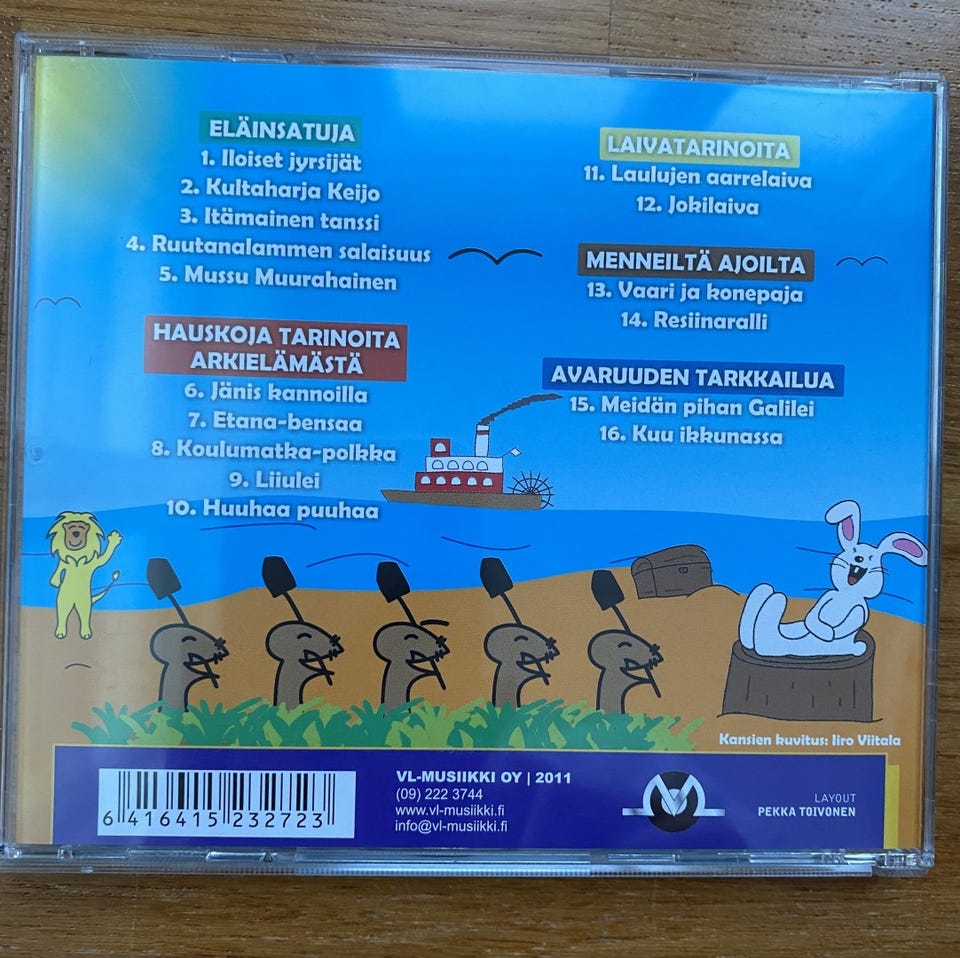 ELÄINSATUJA
1. Iloiset jyrsijät
2. Kultaharja Keijo
3. Itämainen tanssi
4. Ruutanalammen salaisuus
5. Mussu Muurahainen
HAUSKOJA TARINOITA
ARKIELÄMÄSTÄ
6. Jänis kannoilla
7. Etana-bensaa
8. Koulumatka-polkka
9. Liiulei
10. Huuhaa puuhaa
LAIVATARINOITA
11. Laulujen aarrelaiva
12. Jokilaiva
MENNEILTÄ AJOILTA
13. Vaari ja konepaja
14. Resiinaralli
AVARUUDEN TARKKAILUA
15. Meidän pihan Galilei
16. Kuu ikkunassa
Kansien kuvitus: Iiro Viitala
6 416415 232723
VL-MUSIIKKI OY | 2011
(09) 222 3744
www.vl-musiikki.fi
info@vl-musiikki.fi
LAYOUT
PEKKA TOIVONEN